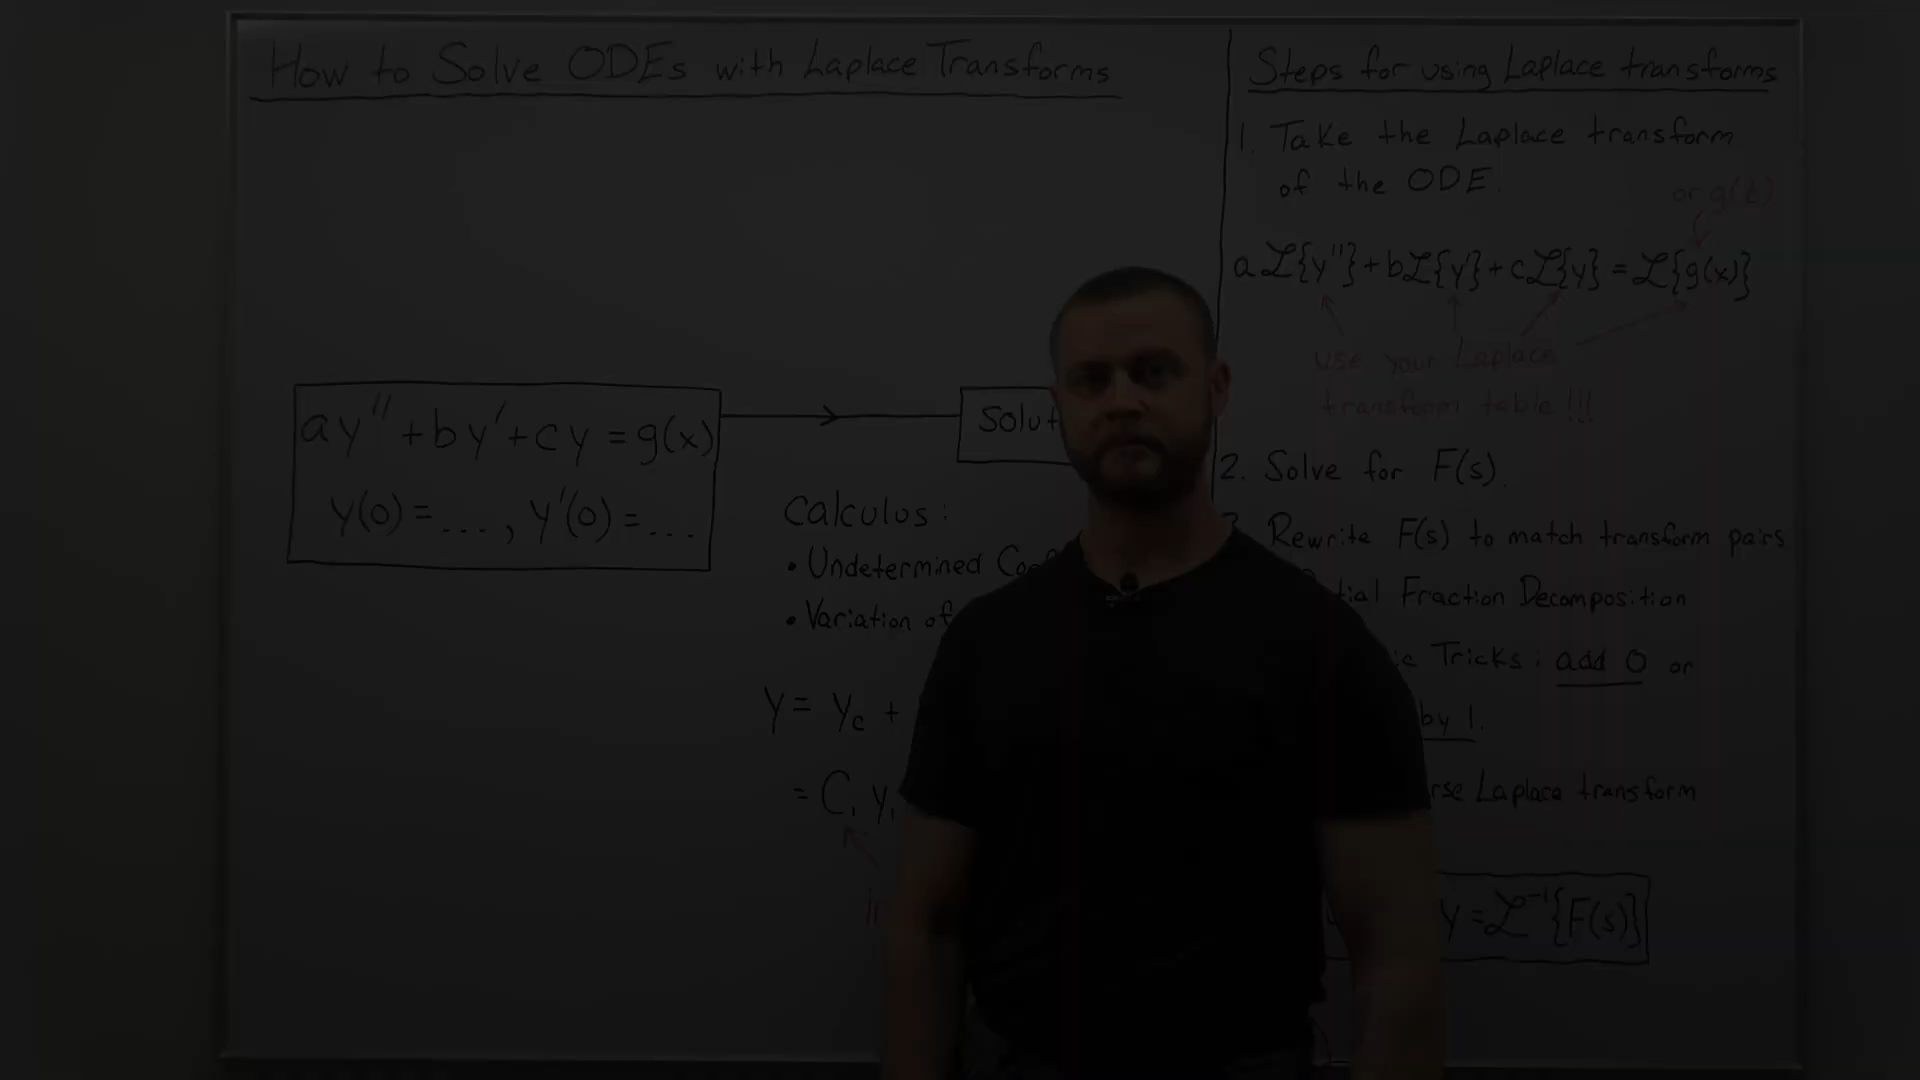 How to Solve ODEs with Laplace Transforms
ay'' + by' + cy = g(x)
y(0) = ..., y'(0) = ...
Solut
Calculus:
• Undetermined
• Variation of
y = yc +
= C1 y1
Steps for using Laplace transforms
1. Take the Laplace transform
of the ODE.
or g(t)
aℒ{y''} + bℒ{y'} + cℒ{y} = ℒ{g(x)}
use your Laplace
transform table!!!
2. Solve for F(s).
Rewrite F(s) to match transform pairs
Fraction Decomposition
Tricks: add 0 or
by 1.
Laplace transform
y = ℒ⁻¹{F(s)}